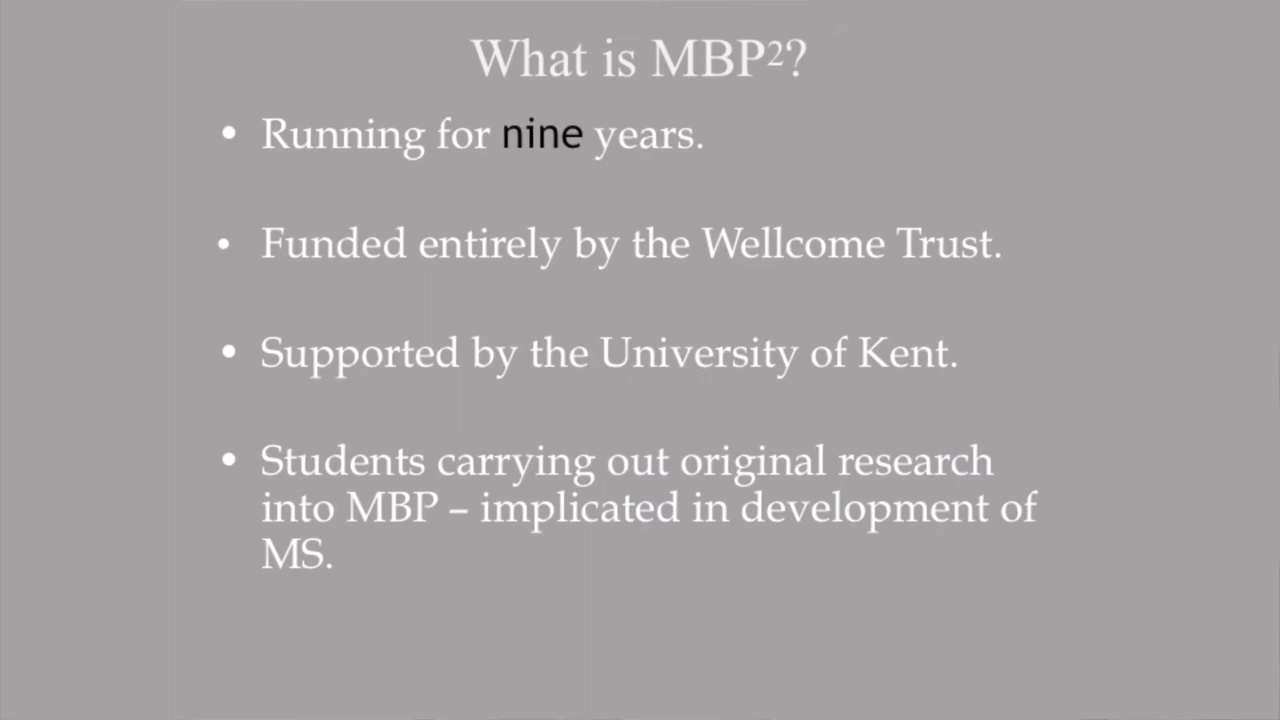 What is MBP²?
• Running for nine years.
• Funded entirely by the Wellcome Trust.
• Supported by the University of Kent.
• Students carrying out original research
into MBP – implicated in development of
MS.